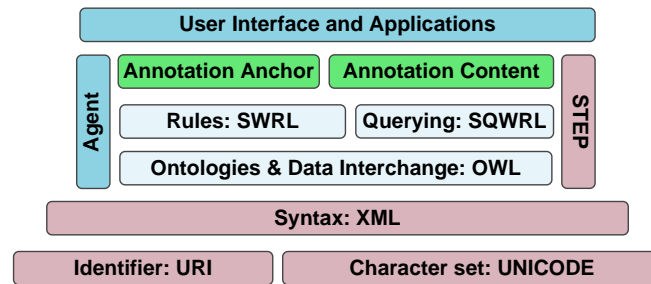 User Interface and Applications
Agent
Annotation Anchor
Annotation Content
STEP
Rules: SWRL
Querying: SQWRL
Ontologies & Data Interchange: OWL
Syntax: XML
Identifier: URI
Character set: UNICODE